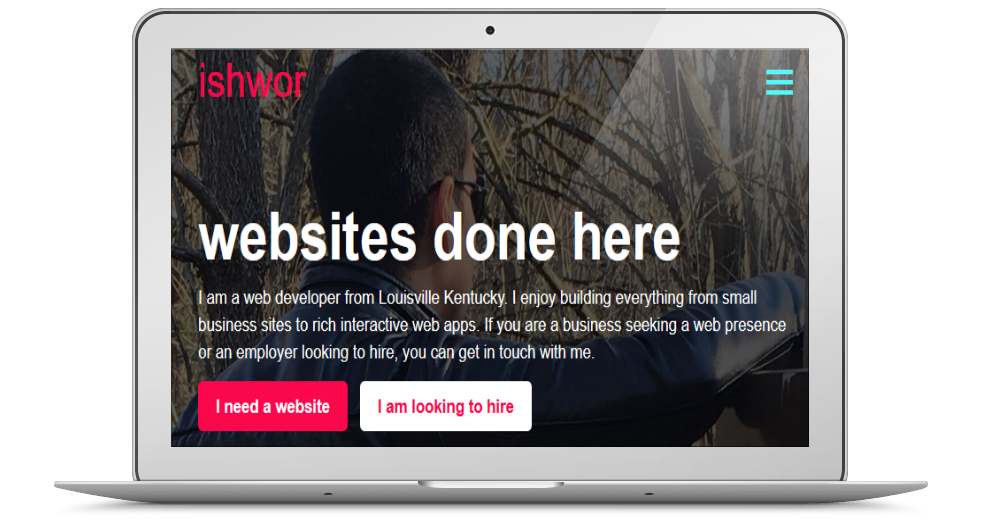 ishwor
websites done here
I am a web developer from Louisville Kentucky. I enjoy building everything from small
business sites to rich interactive web apps. If you are a business seeking a web presence
or an employer looking to hire, you can get in touch with me.
I need a website
I am looking to hire